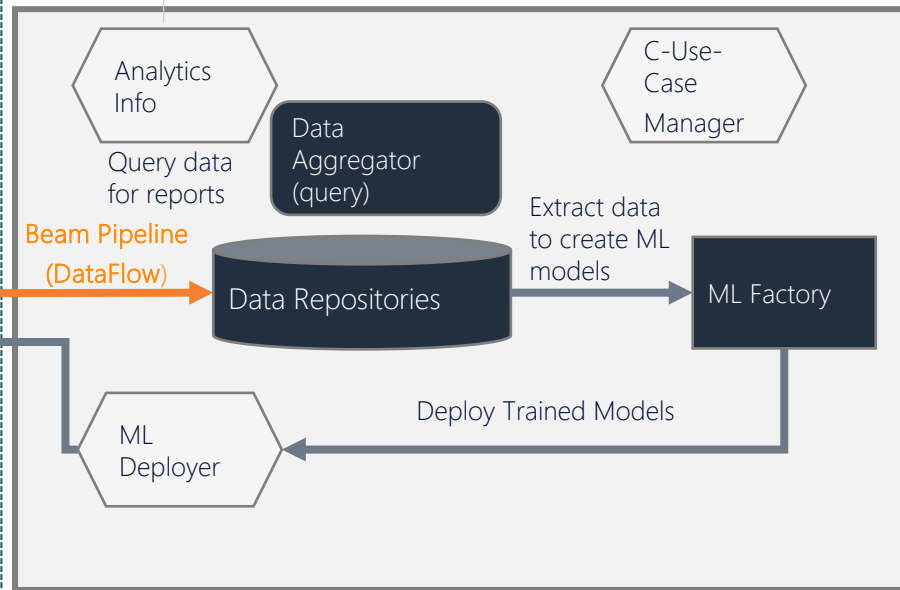 Analytics
Info
C-Use-
Case
Manager
Data
Aggregator
(query)
Query data
for reports
Extract data
to create ML
models
Beam Pipeline
(DataFlow)
Data Repositories
ML Factory
Deploy Trained Models
ML
Deployer